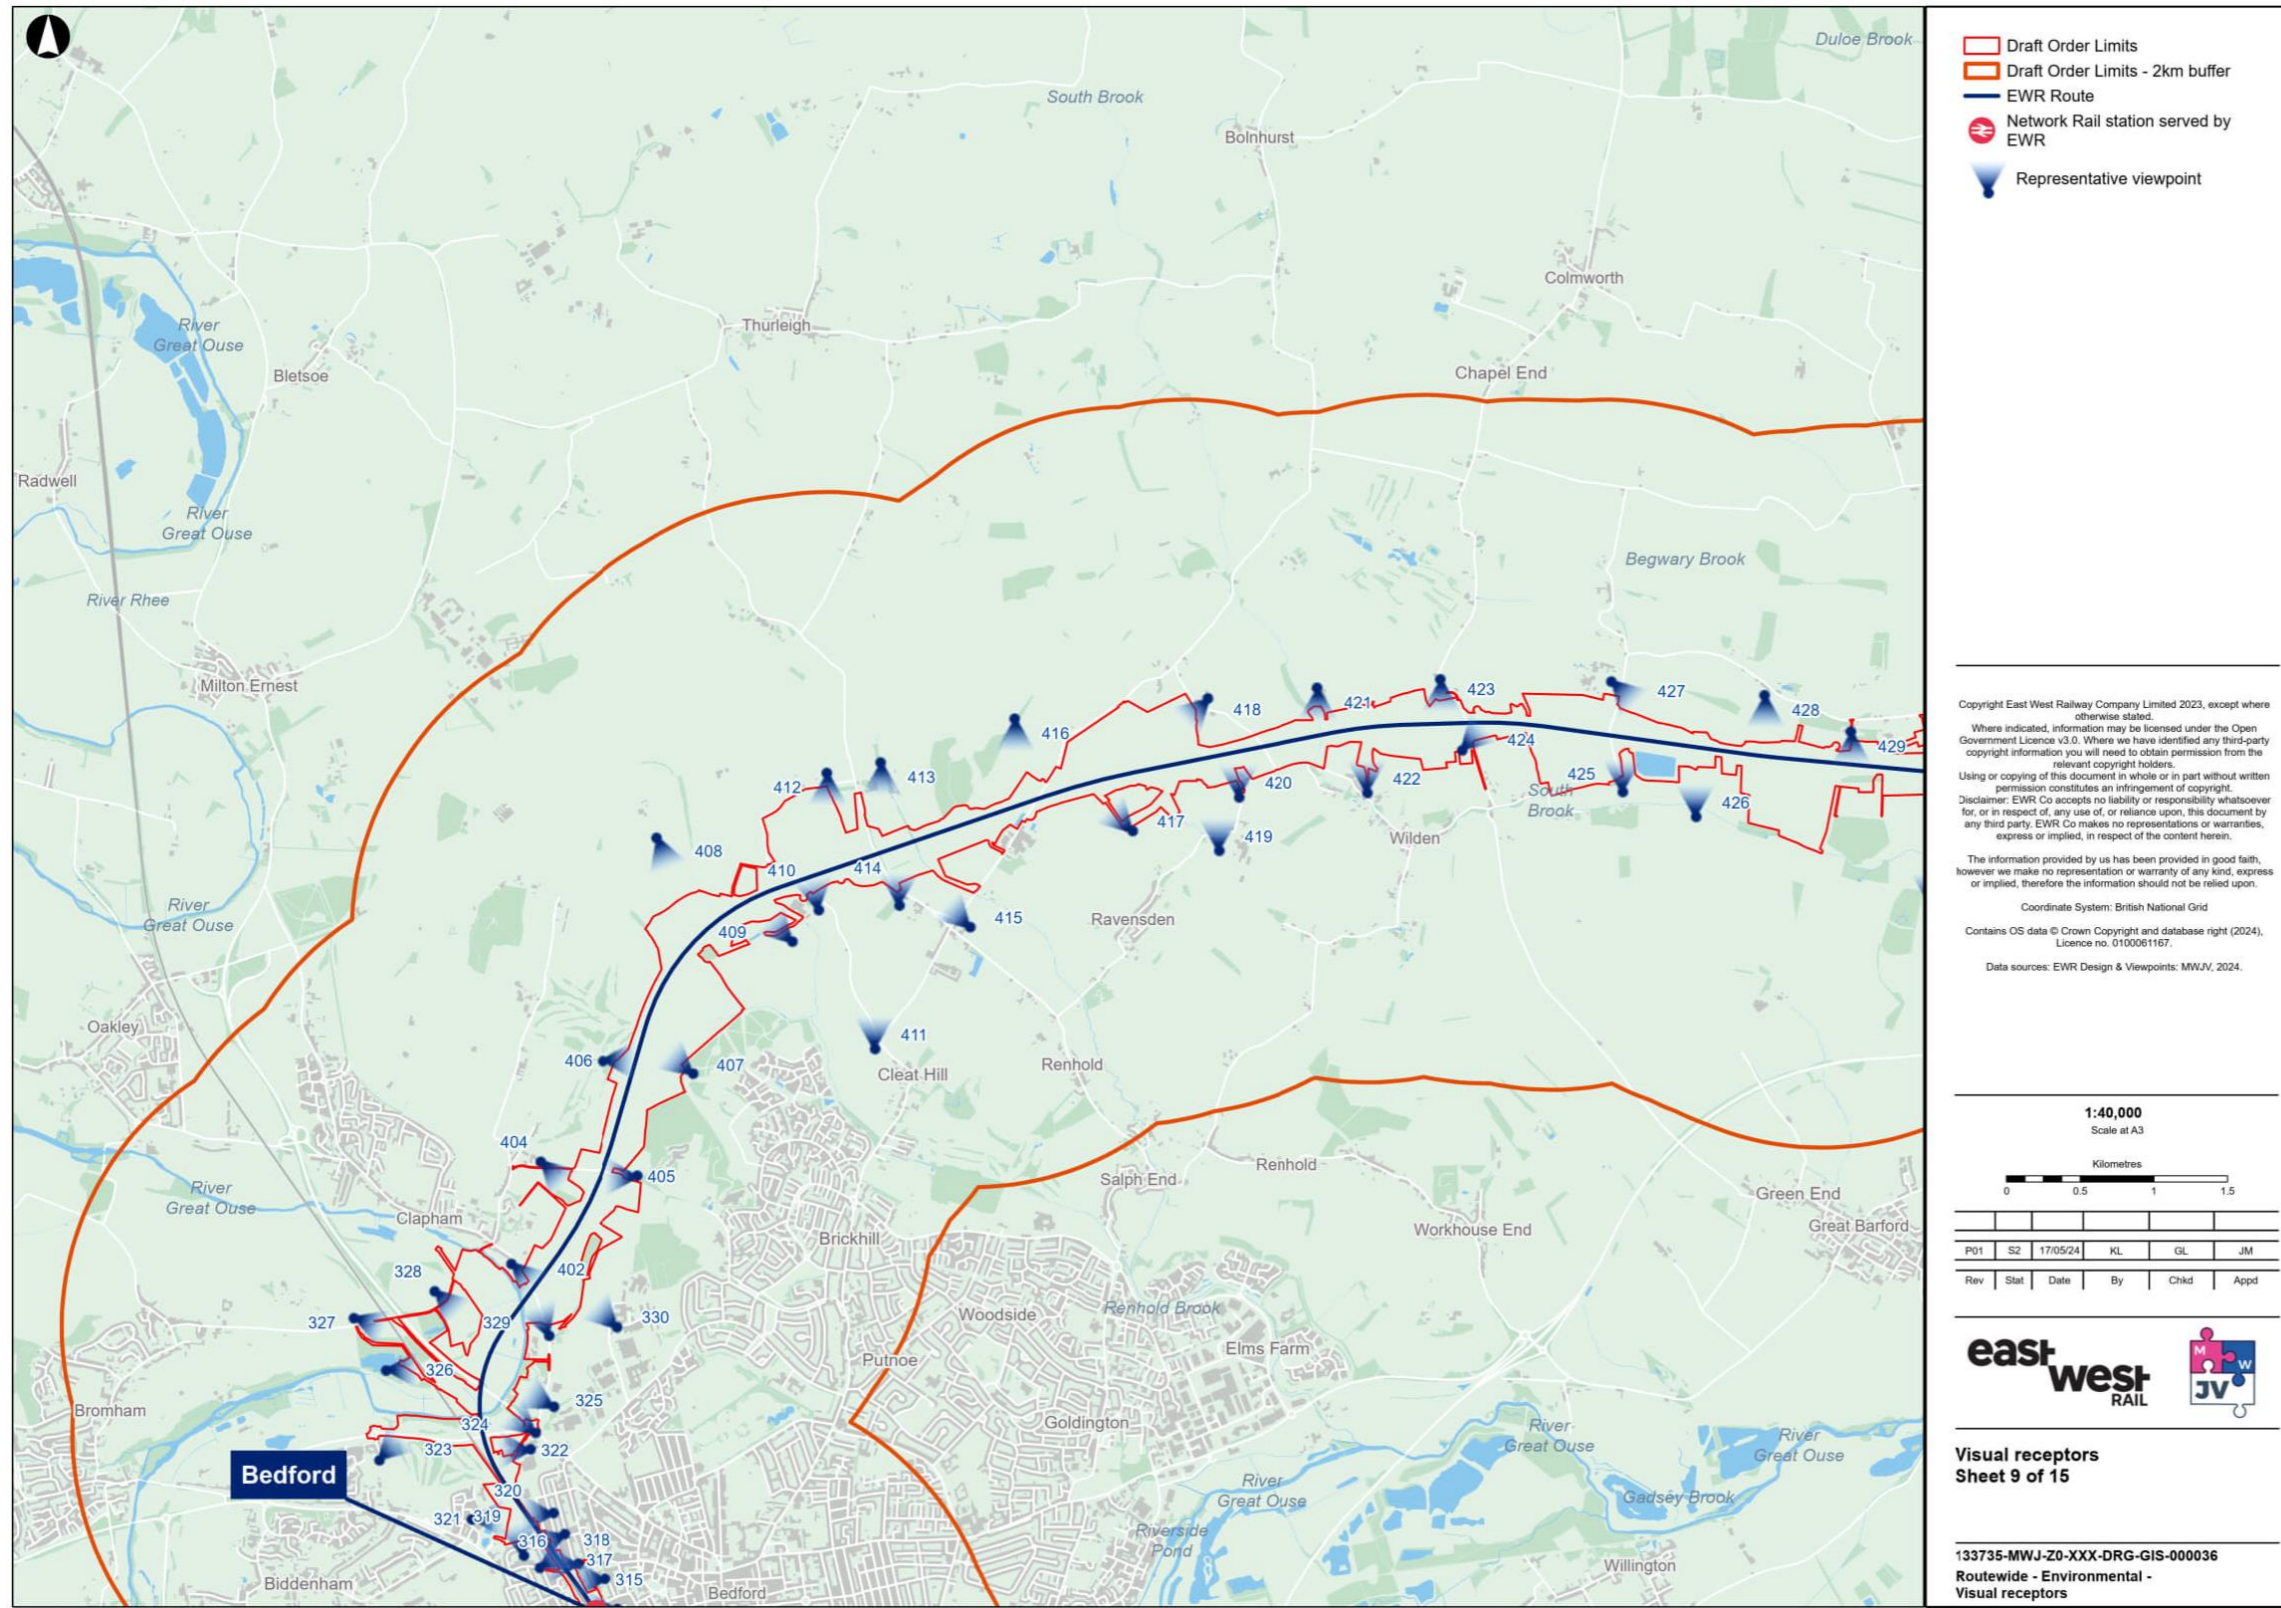 Duloe Brook
South Brook
Bolnhurst
Colmworth
River
Great Ouse
Thurleigh
Bletsoe
Chapel End
Radwell
River
Great Ouse
Begwary Brook
River Rhee
Milton Ernest
418
421
423
427
428
416
424
429
412
413
420
422
425
South
Brook
426
417
419
Wilden
408
410
414
River
Great Ouse
409
415
Ravensden
Oakley
411
406
407
Cleat Hill
Renhold
404
405
Renhold
Salph End
River
Great Ouse
Green End
Clapham
Workhouse End
Great Barford
Brickhill
328
402
327
329
330
Woodside
Renhold Brook
Elms Farm
326
Putnoe
Bromham
325
324
Goldington
323
322
River
Great Ouse
River
Great Ouse
Bedford
320
River
Great Ouse
Gadsey Brook
321
319
316
318
317
315
Riverside
Pond
Biddenham
Bedford
Willington
Draft Order Limits
Draft Order Limits - 2km buffer
EWR Route
Network Rail station served by
EWR
Representative viewpoint
Copyright East West Railway Company Limited 2023, except where
otherwise stated.
Where indicated, information may be licensed under the Open
Government Licence v3.0. Where we have identified any third-party
copyright information you will need to obtain permission from the
relevant copyright holders.
Using or copying of this document in whole or in part without written
permission constitutes an infringement of copyright.
Disclaimer: EWR Co accepts no liability or responsibility whatsoever
for, or in respect of, any use of, or reliance upon, this document by
any third party. EWR Co makes no representations or warranties,
express or implied, in respect of the content herein.
The information provided by us has been provided in good faith,
however we make no representation or warranty of any kind, express
or implied, therefore the information should not be relied upon.
Coordinate System: British National Grid
Contains OS data © Crown Copyright and database right (2024),
Licence no. 0100061167.
Data sources: EWR Design & Viewpoints: MWJV, 2024.
1:40,000
Scale at A3
Kilometres
0 0.5 1 1.5
P01 S2 17/05/24 KL GL JM
Rev Stat Date By Chkd Appd
east
west
RAIL
M
W
JV
Visual receptors
Sheet 9 of 15
133735-MWJ-Z0-XXX-DRG-GIS-000036
Routewide - Environmental -
Visual receptors